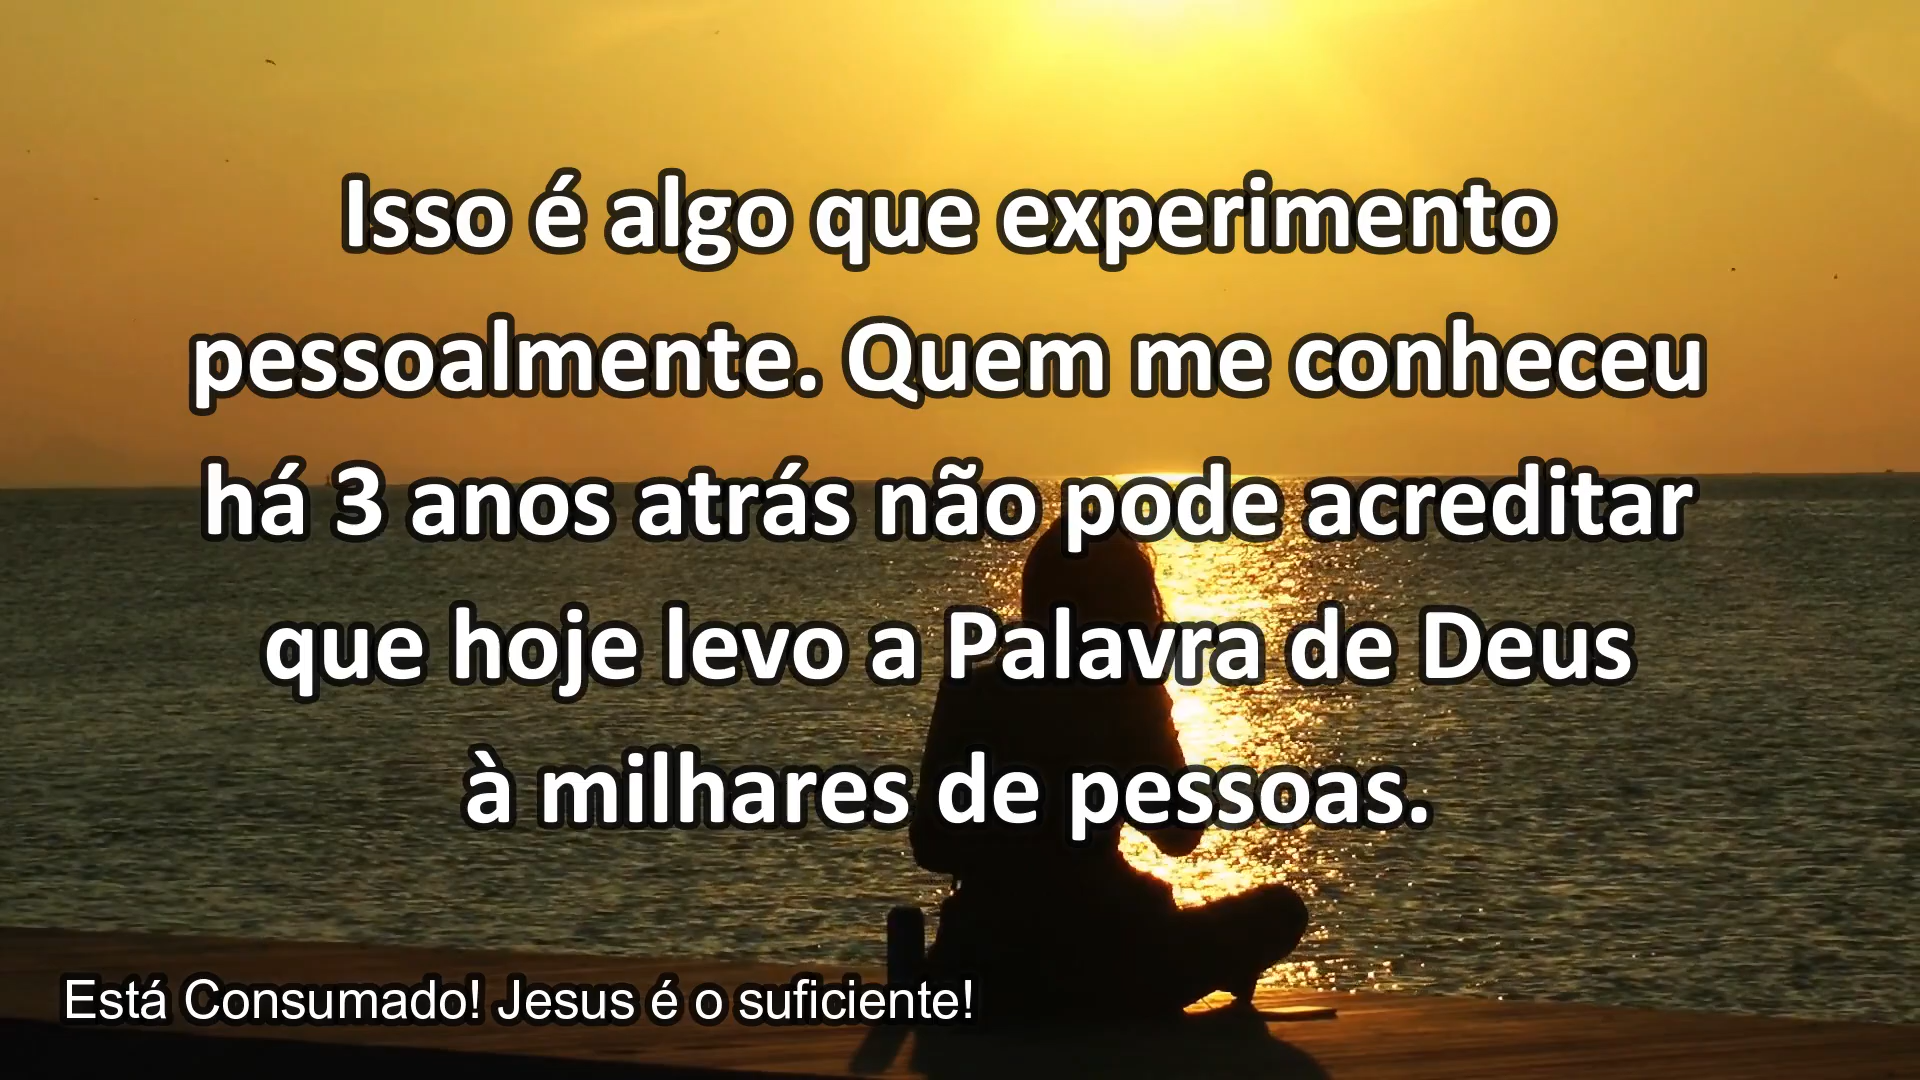 Isso é algo que experimento
pessoalmente. Quem me conheceu
há 3 anos atrás não pode acreditar
que hoje levo a Palavra de Deus
à milhares de pessoas.
Está Consumado! Jesus é o suficiente!